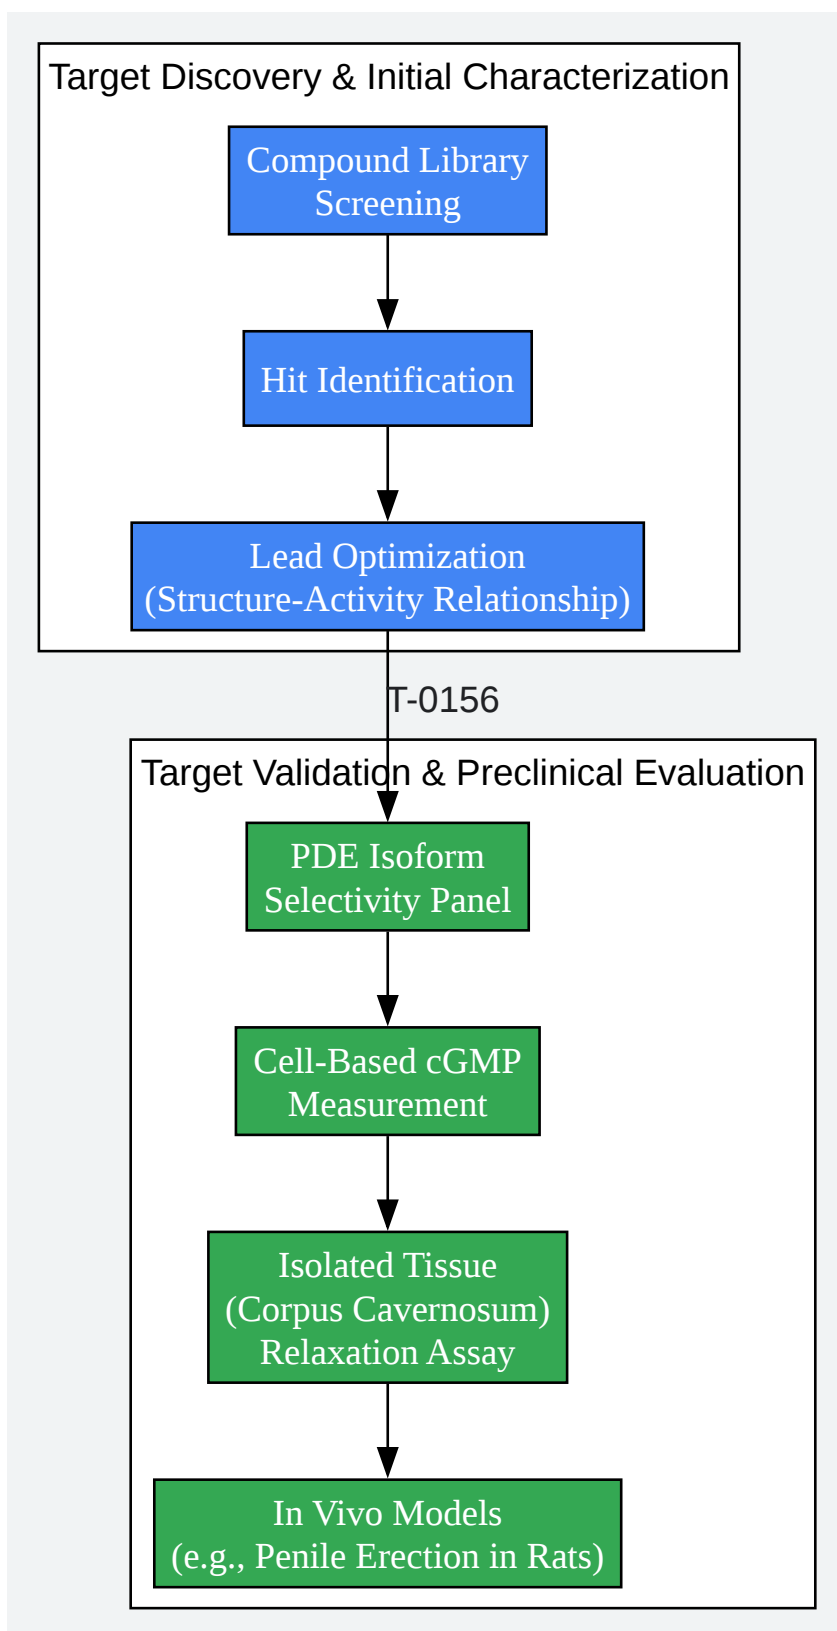 Target Discovery & Initial Characterization
Compound Library
Screening
Hit Identification
Lead Optimization
(Structure-Activity Relationship)
T-0156
Target Validation & Preclinical Evaluation
PDE Isoform
Selectivity Panel
Cell-Based cGMP
Measurement
Isolated Tissue
(Corpus Cavernosum)
Relaxation Assay
In Vivo Models
(e.g., Penile Erection in Rats)